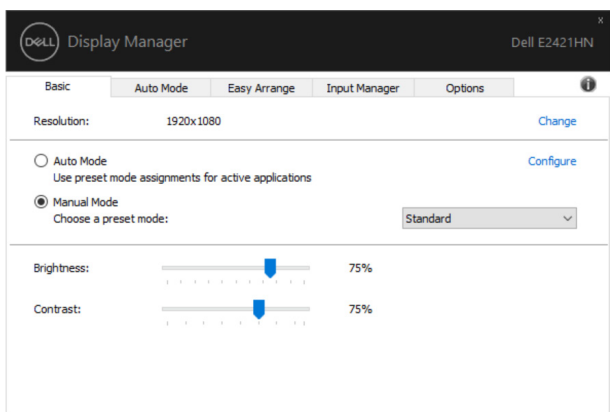 x
DELL Display Manager Dell E2421HN
Basic Auto Mode Easy Arrange Input Manager Options i
Resolution: 1920x1080 Change
Auto Mode Configure
Use preset mode assignments for active applications
Manual Mode
Choose a preset mode: Standard
Brightness: 75%
Contrast: 75%